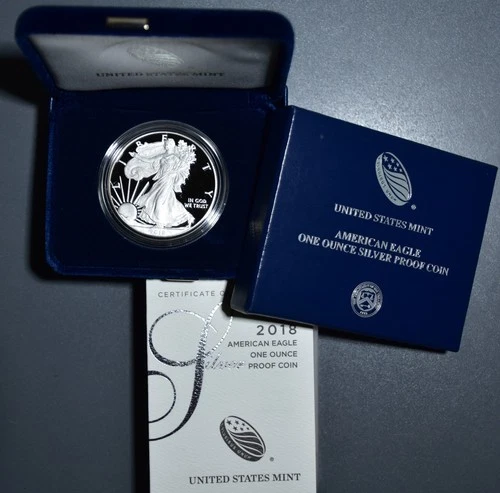 UNITED STATES MINT
LIBERTY
IN GOD
WE TRUST
UNITED STATES MINT
AMERICAN EAGLE
ONE OUNCE SILVER PROOF COIN
CERTIFICATE O
2018
AMERICAN EAGLE
ONE OUNCE
Silver PROOF COIN
UNITED STATES MINT